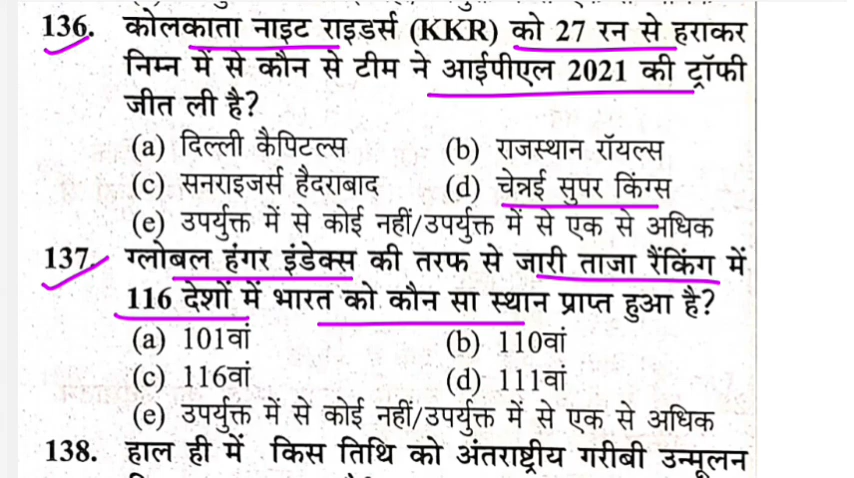 136. कोलकाता नाइट राइडर्स (KKR) को 27 रन से हराकर
निम्न में से कौन से टीम ने आईपीएल 2021 की ट्रॉफी
जीत ली है?
(a) दिल्ली कैपिटल्स (b) राजस्थान रॉयल्स
(c) सनराइजर्स हैदराबाद (d) चेन्नई सुपर किंग्स
(e) उपर्युक्त में से कोई नहीं/उपर्युक्त में से एक से अधिक
137. ग्लोबल हंगर इंडेक्स की तरफ से जारी ताजा रैंकिंग में
116 देशों में भारत को कौन सा स्थान प्राप्त हुआ है?
(a) 101वां (b) 110वां
(c) 116वां (d) 111वां
(e) उपर्युक्त में से कोई नहीं/उपर्युक्त में से एक से अधिक
138. हाल ही में किस तिथि को अंतराष्ट्रीय गरीबी उन्मूलन